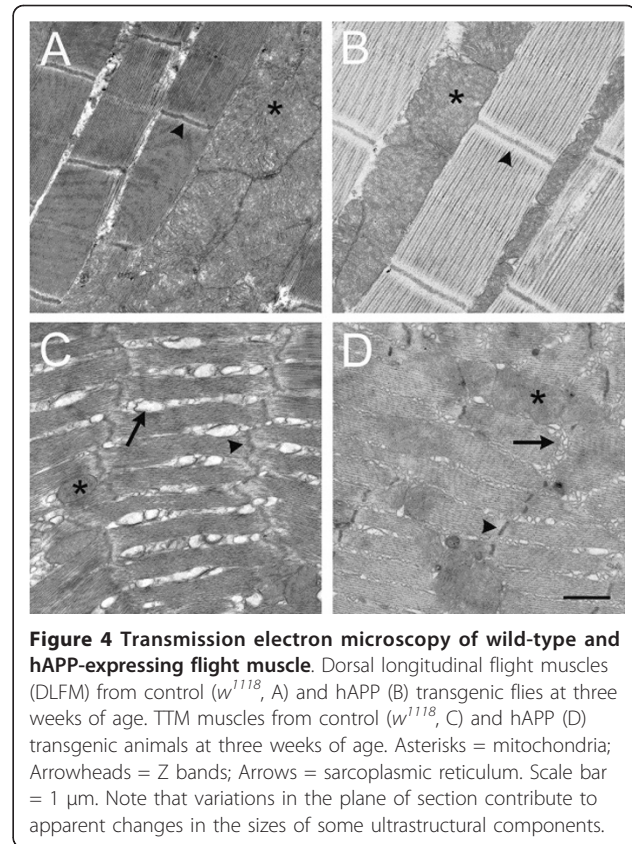 A
B
*
*
C
D
*
*
Figure 4 Transmission electron microscopy of wild-type and
hAPP-expressing flight muscle. Dorsal longitudinal flight muscles
(DLFM) from control (w1118, A) and hAPP (B) transgenic flies at three
weeks of age. TTM muscles from control (w1118, C) and hAPP (D)
transgenic animals at three weeks of age. Asterisks = mitochondria;
Arrowheads = Z bands; Arrows = sarcoplasmic reticulum. Scale bar
= 1 μm. Note that variations in the plane of section contribute to
apparent changes in the sizes of some ultrastructural components.